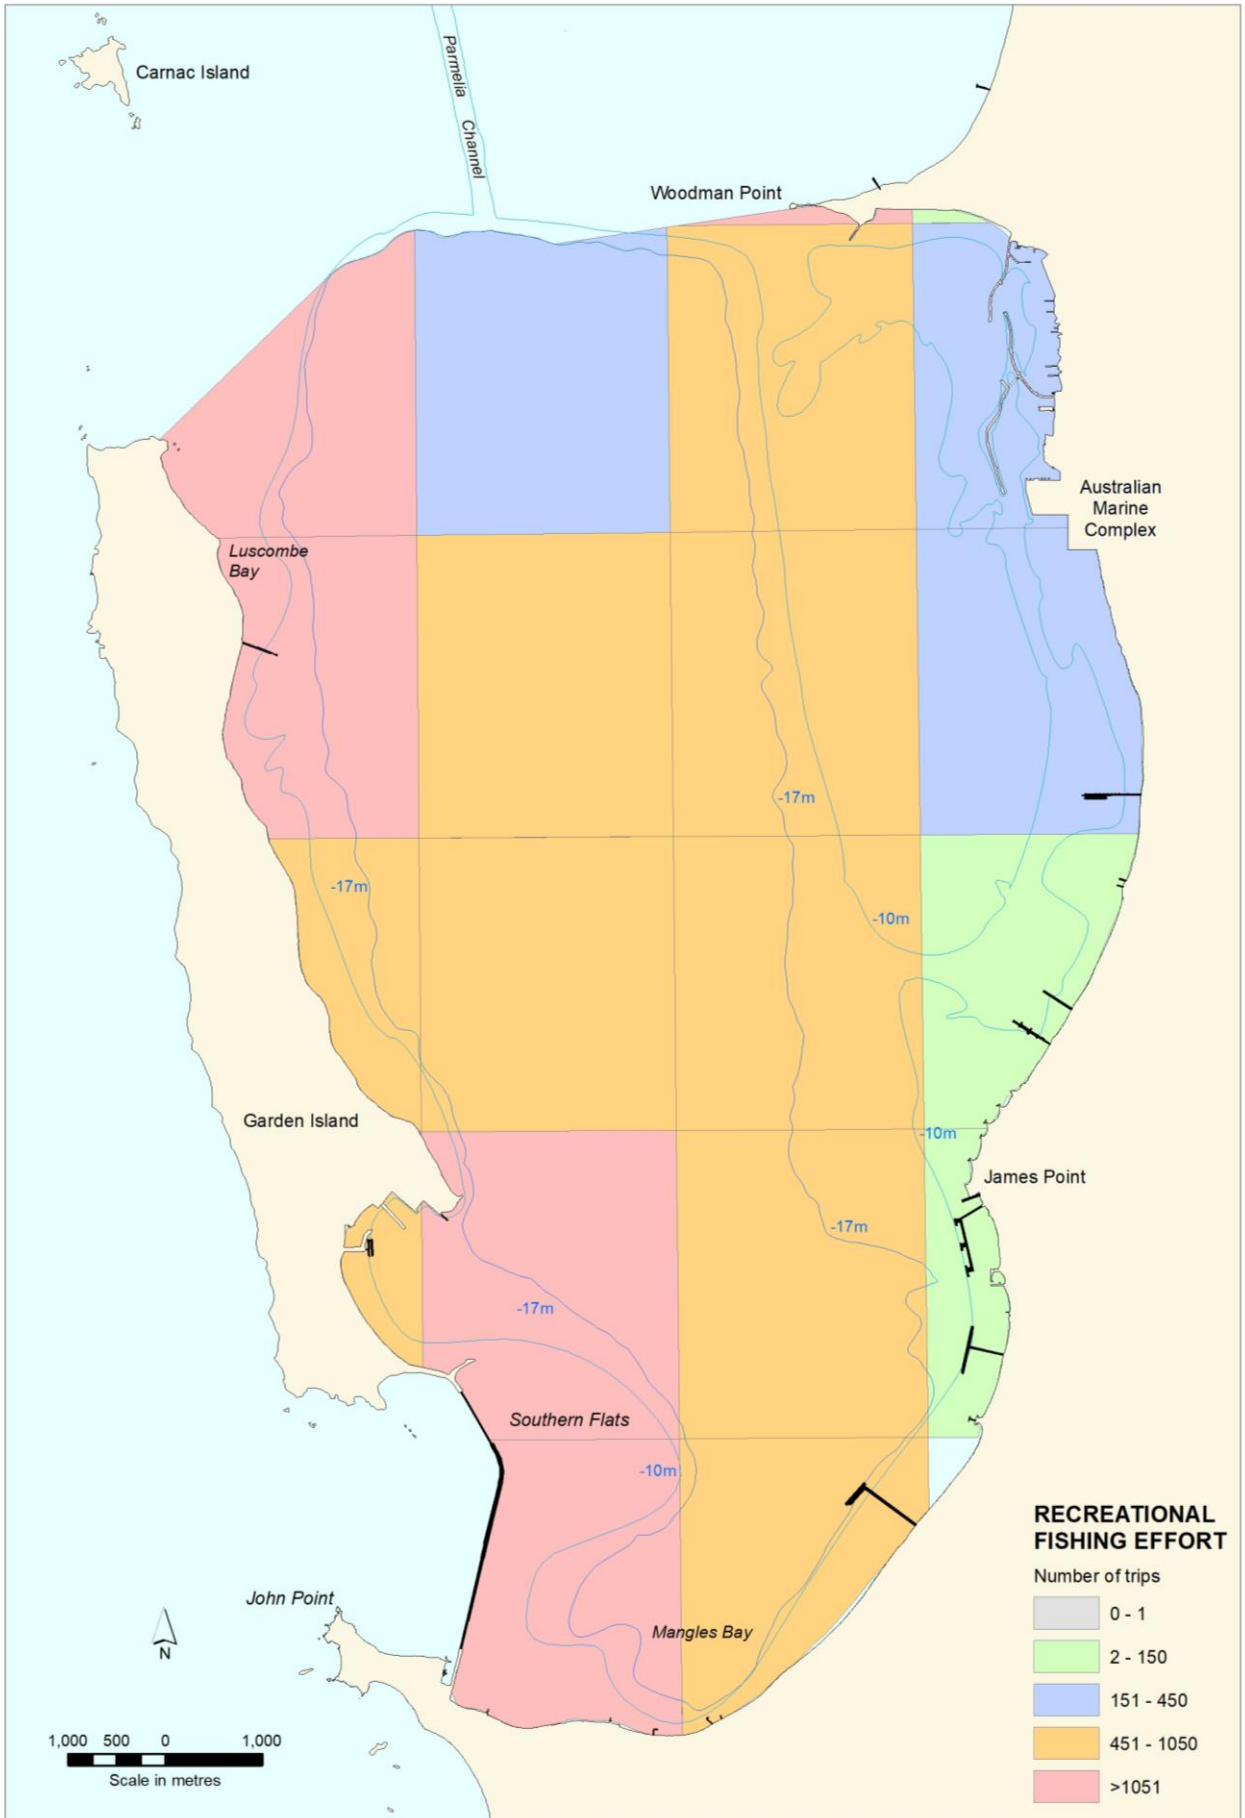 Carnac Island
Parmelia Channel
Woodman Point
Australian
Marine
Complex
Luscombe
Bay
-17m
-17m
-10m
Garden Island
-10m
James Point
-17m
-17m
Southern Flats
-10m
John Point
Mangles Bay
N
1,000 500 0 1,000
Scale in metres
RECREATIONAL
FISHING EFFORT
Number of trips
0 - 1
2 - 150
151 - 450
451 - 1050
>1051